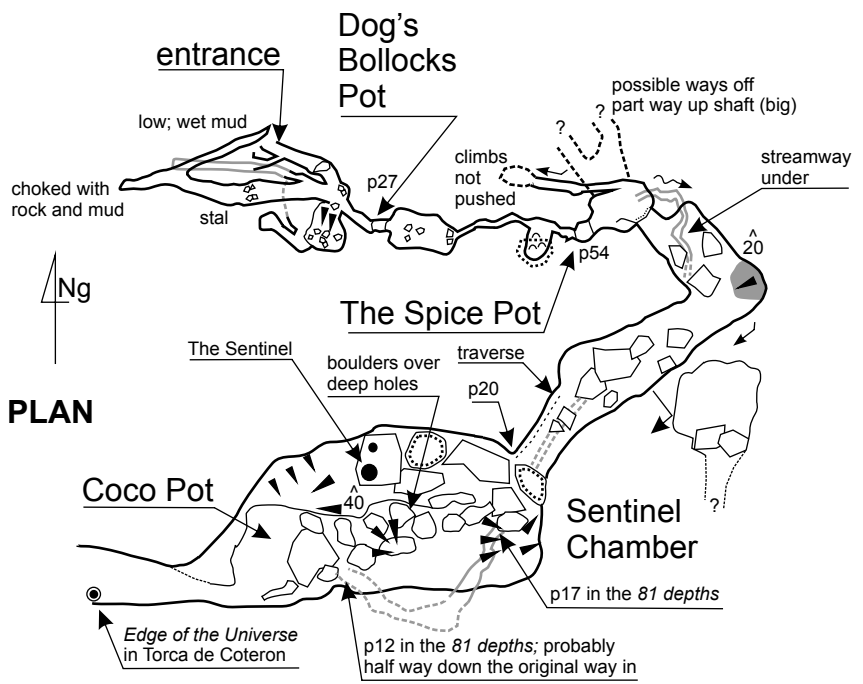 Dog's
Bollocks
Pot
entrance
low; wet mud
possible ways off
part way up shaft (big)
?
?
?
p27
climbs
not
pushed
streamway
under
choked with
rock and mud
stal
20
p54
Ng
The Spice Pot
The Sentinel
boulders over
deep holes
traverse
p20
PLAN
Coco Pot
40
?
Sentinel
Chamber
p17 in the 81 depths
Edge of the Universe
in Torca de Coteron
p12 in the 81 depths; probably
half way down the original way in